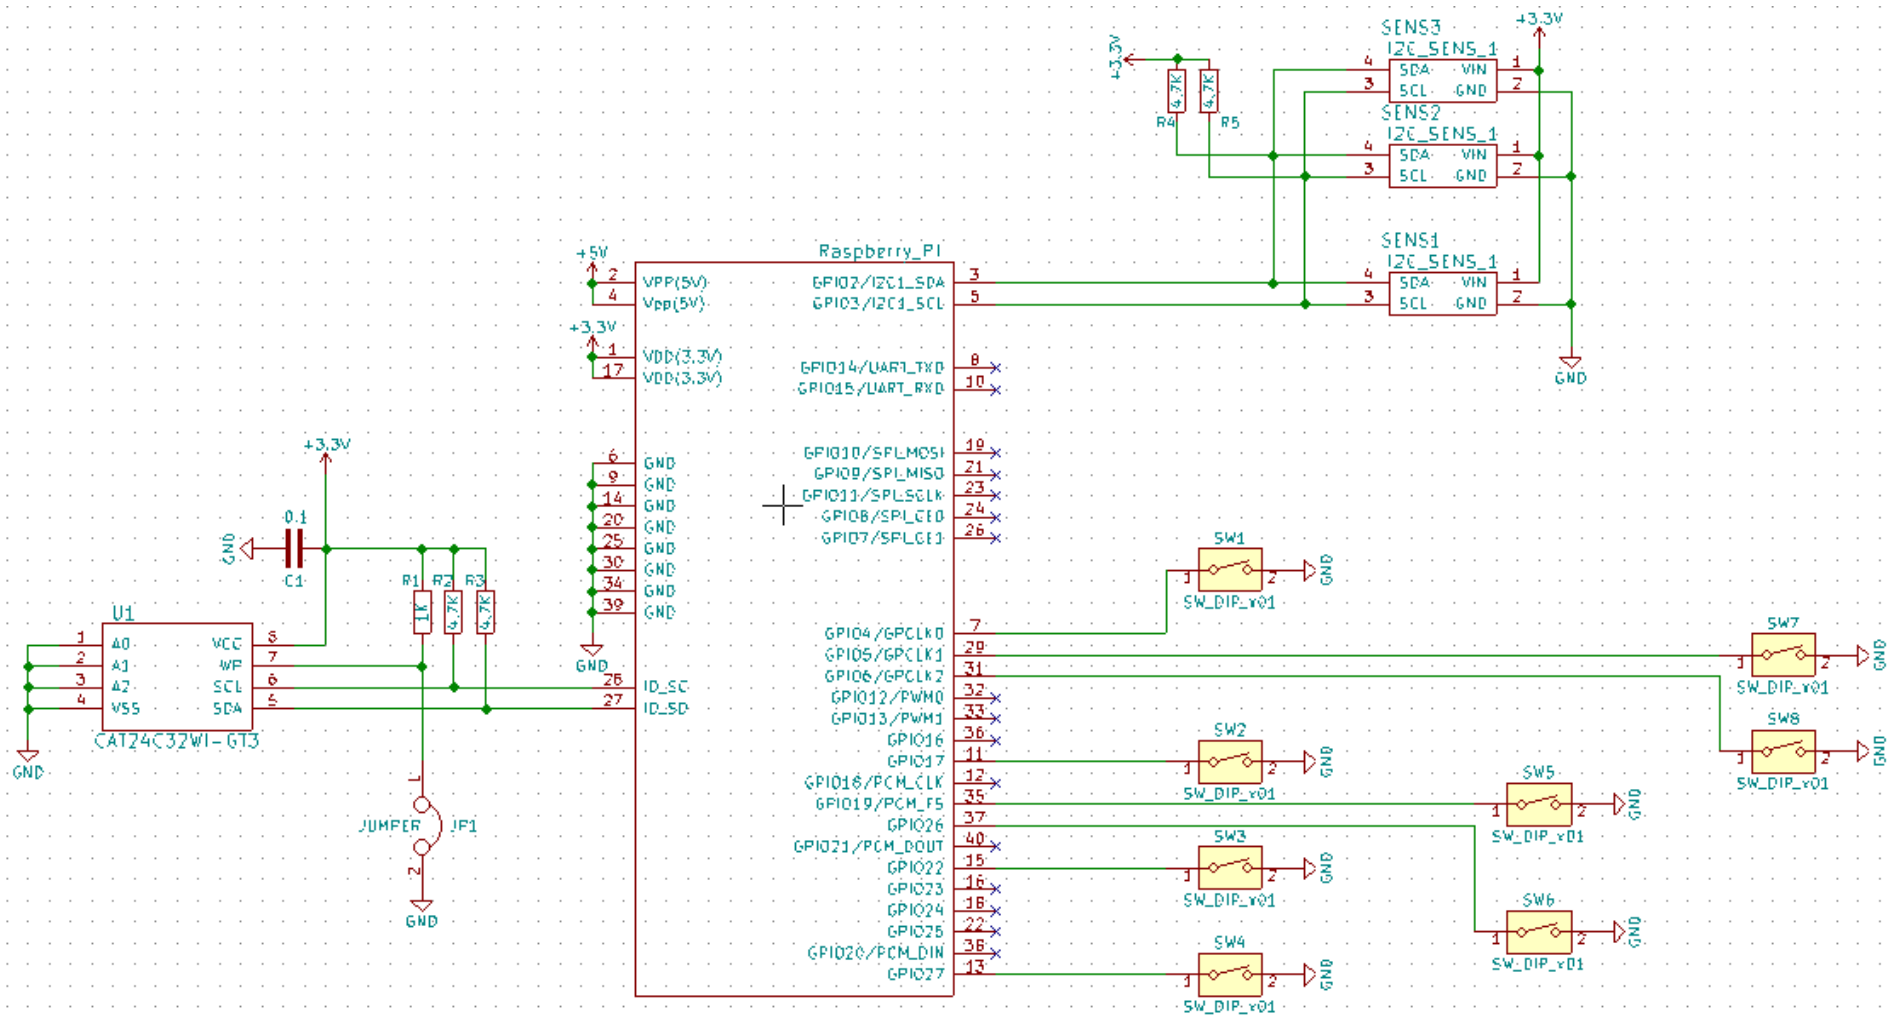 SENS3
I2C_SENS_1
+3.3V
4 SDA VIN 1
3 SCL GND 2
+3.3V
4.7K 4.7K
R4 R5
SENS2
I2C_SENS_1
4 SDA VIN 1
3 SCL GND 2
SENS1
I2C_SENS_1
4 SDA VIN 1
3 SCL GND 2
GND
Raspberry_PI
+5V
2 VPP(5V)
4 Vpp(5V)
+3.3V
1 VDD(3.3V)
17 VDD(3.3V)
6 GND
9 GND
14 GND
20 GND
25 GND
30 GND
34 GND
39 GND
GND
28 ID_SC
27 ID_SD
GPIO2/I2C1_SDA 3
GPIO3/I2C1_SCL 5
GPIO14/UART_TXD 8
GPIO15/UART_RXD 10
GPIO10/SPI_MOSI 19
GPIO9/SPI_MISO 21
GPIO11/SPI_SCLK 23
GPIO8/SPI_CE0 24
GPIO7/SPI_CE1 26
GPIO4/GPCLK0 7
GPIO5/GPCLK1 29
GPIO6/GPCLK2 31
GPIO12/PWM0 32
GPIO13/PWM1 33
GPIO16 36
GPIO17 11
GPIO18/PCM_CLK 12
GPIO19/PCM_FS 35
GPIO26 37
GPIO21/PCM_DOUT 40
GPIO22 15
GPIO23 16
GPIO24 18
GPIO25 22
GPIO20/PCM_DIN 38
GPIO27 13
+3.3V
0.1
GND
C1
R1 R2 R3
1K 4.7K 4.7K
U1
1 A0 VCC 8
2 A1 WP 7
3 A2 SCL 6
4 VSS SDA 5
CAT24C32WI-GT3
GND
1
JUMPER JP1
2
GND
SW1
1 2 GND
SW_DIP_x01
SW7
1 2 GND
SW_DIP_x01
SW8
1 2 GND
SW_DIP_x01
SW2
1 2 GND
SW_DIP_x01
SW5
1 2 GND
SW_DIP_x01
SW3
1 2 GND
SW_DIP_x01
SW6
1 2 GND
SW_DIP_x01
SW4
1 2 GND
SW_DIP_x01